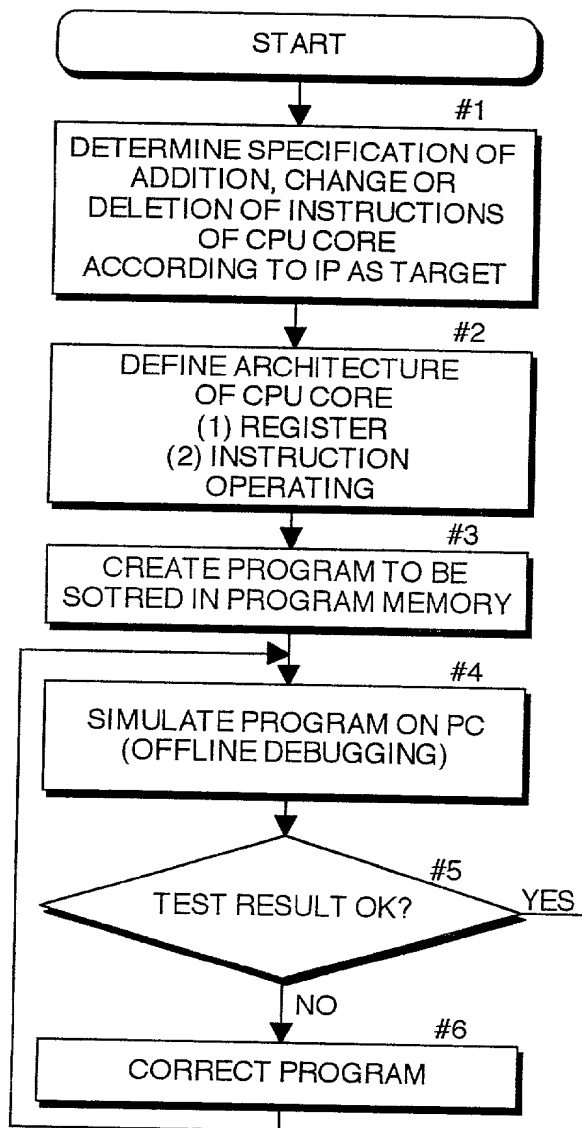 START
#1
DETERMINE SPECIFICATION OF
ADDITION, CHANGE OR
DELETION OF INSTRUCTIONS
OF CPU CORE
ACCORDING TO IP AS TARGET
#2
DEFINE ARCHITECTURE
OF CPU CORE
(1) REGISTER
(2) INSTRUCTION
OPERATING
#3
CREATE PROGRAM TO BE
SOTRED IN PROGRAM MEMORY
#4
SIMULATE PROGRAM ON PC
(OFFLINE DEBUGGING)
#5
TEST RESULT OK?
YES
NO
#6
CORRECT PROGRAM